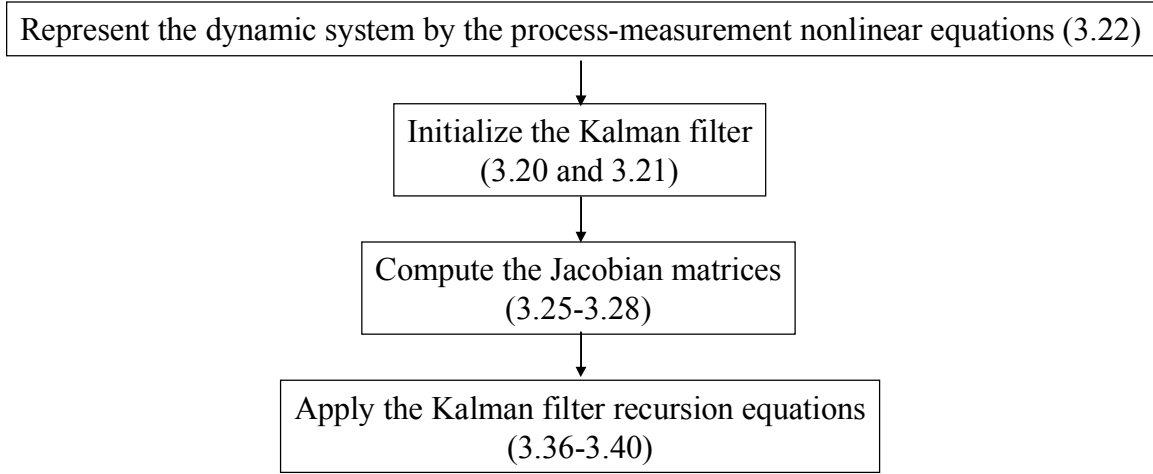 Represent the dynamic system by the process-measurement nonlinear equations (3.22)
Initialize the Kalman filter
(3.20 and 3.21)
Compute the Jacobian matrices
(3.25-3.28)
Apply the Kalman filter recursion equations
(3.36-3.40)